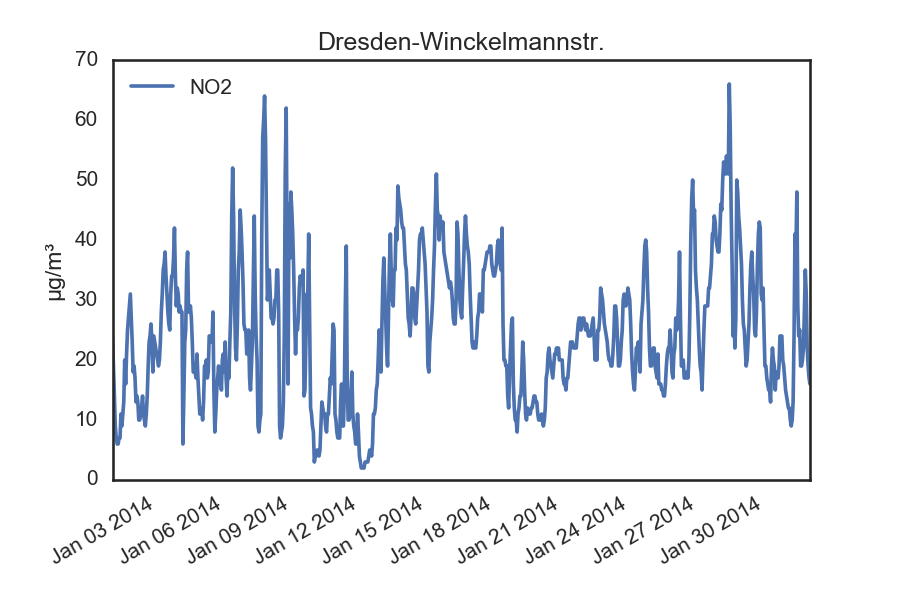 Dresden-Winckelmannstr.
70
NO2
60
50
40
µg/m³
30
20
10
0
Jan 03 2014
Jan 06 2014
Jan 09 2014
Jan 12 2014
Jan 15 2014
Jan 18 2014
Jan 21 2014
Jan 24 2014
Jan 27 2014
Jan 30 2014